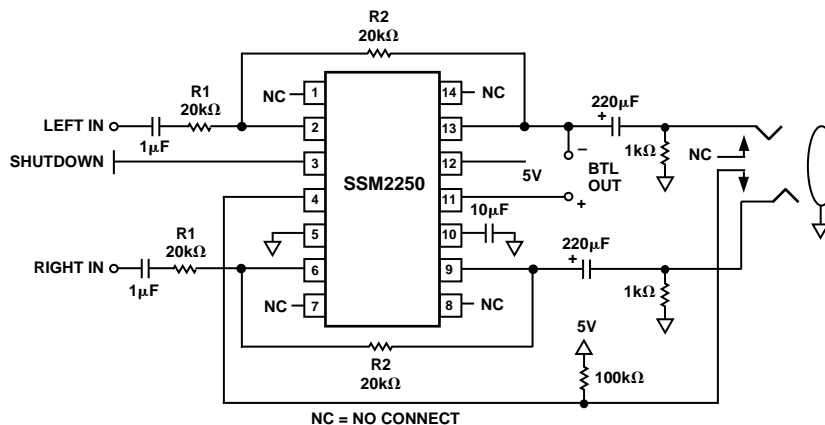 R2
20kΩ
R1
20kΩ
NC
1
14
NC
220μF
+
LEFT IN
1μF
2
13
1kΩ
NC
SHUTDOWN
3
12
5V
–
BTL
OUT
+
SSM2250
4
11
10μF
R1
20kΩ
5
10
220μF
+
RIGHT IN
1μF
6
9
1kΩ
NC
7
8
NC
5V
R2
20kΩ
100kΩ
NC = NO CONNECT